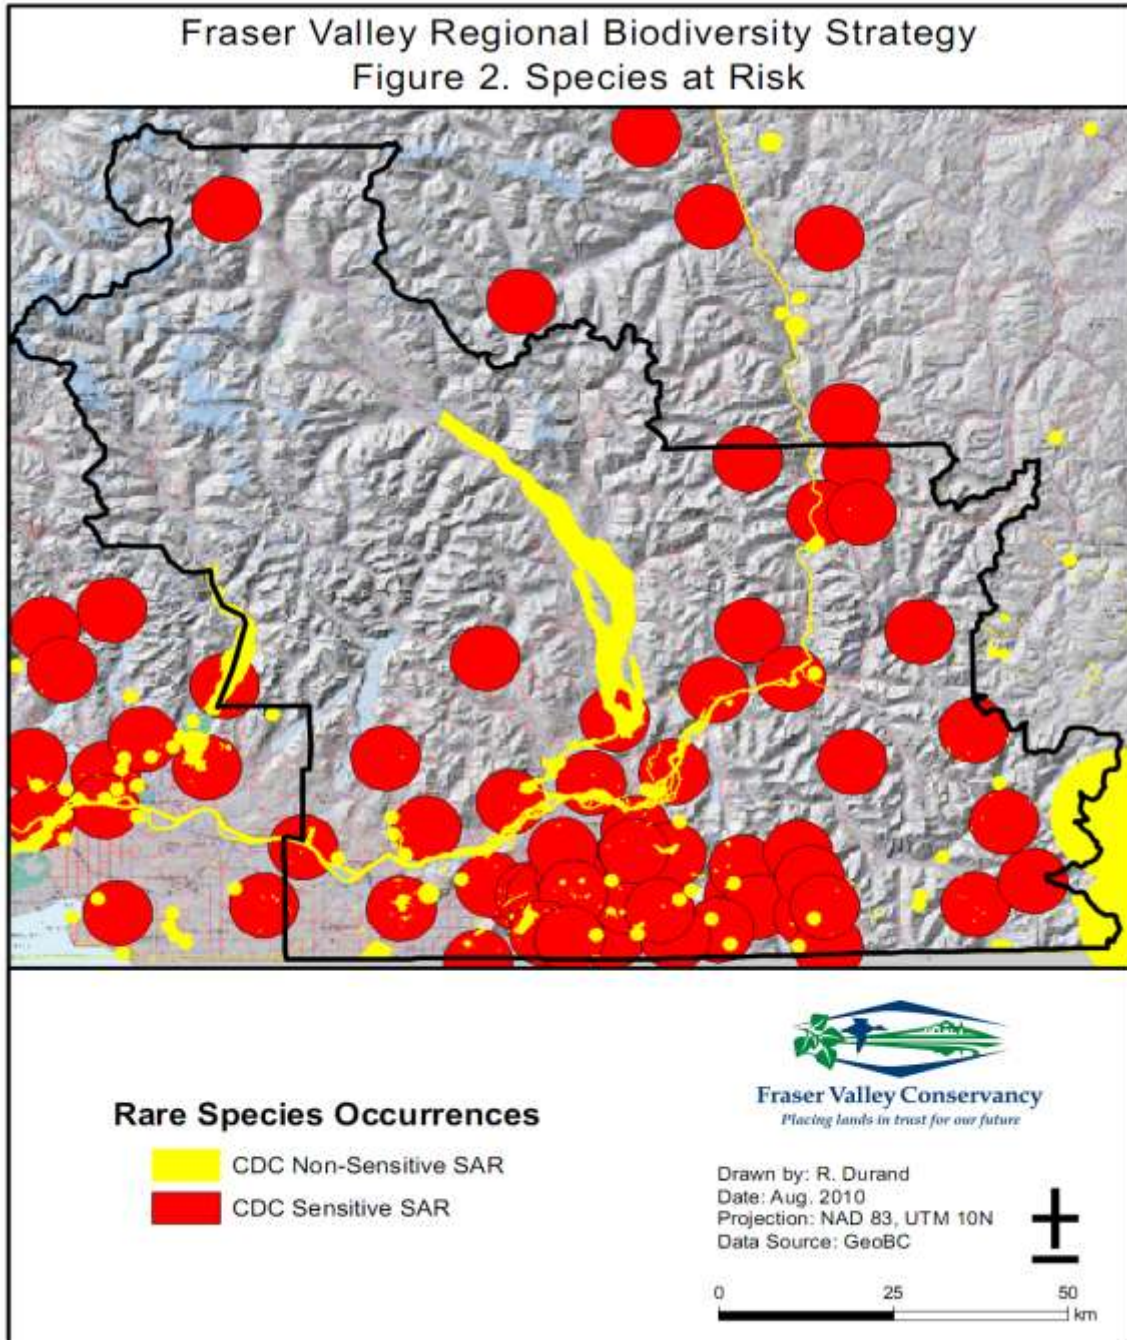 Fraser Valley Regional Biodiversity Strategy
Figure 2. Species at Risk
Rare Species Occurrences
CDC Non-Sensitive SAR
CDC Sensitive SAR
Fraser Valley Conservancy
Placing lands in trust for our future
Drawn by: R. Durand
Date: Aug. 2010
Projection: NAD 83, UTM 10N
Data Source: GeoBC
0 25 50
km